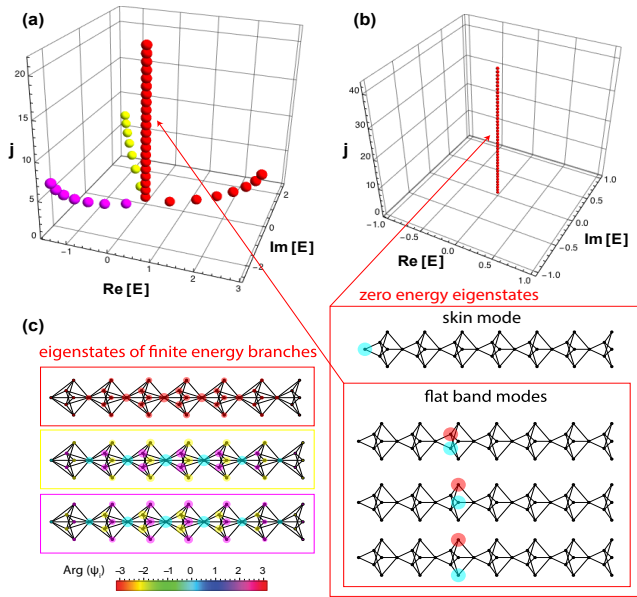 (a)
(b)
20
15
10
5
0
j
−1
0
1
2
3
Re [E]
−2
0
2
Im [E]
40
30
20
10
0
j
−1.0
−0.5
0.0
0.5
1.0
Re [E]
−1.0
−0.5
0.0
0.5
1.0
Im [E]
zero energy eigenstates
skin mode
flat band modes
(c)
eigenstates of finite energy branches
Arg (ψi)
−3 −2 −1 0 1 2 3